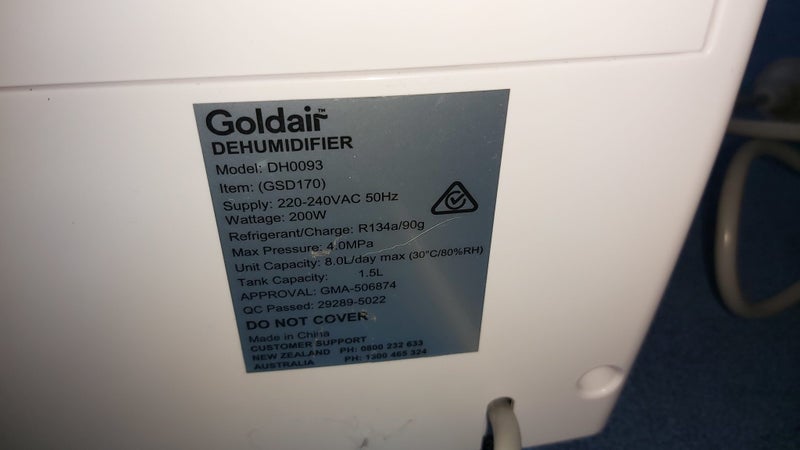 Goldair™
DEHUMIDIFIER
Model: DH0093
Item: (GSD170)
Supply: 220-240VAC 50Hz
Wattage: 200W
Refrigerant/Charge: R134a/90g
Max Pressure: 4.0MPa
Unit Capacity: 8.0L/day max (30°C/80%RH)
Tank Capacity: 1.5L
APPROVAL: GMA-506874
QC Passed: 29289-5022
DO NOT COVER
Made in China
CUSTOMER SUPPORT
NEW ZEALAND PH: 0800 232 633
AUSTRALIA PH: 1300 465 324